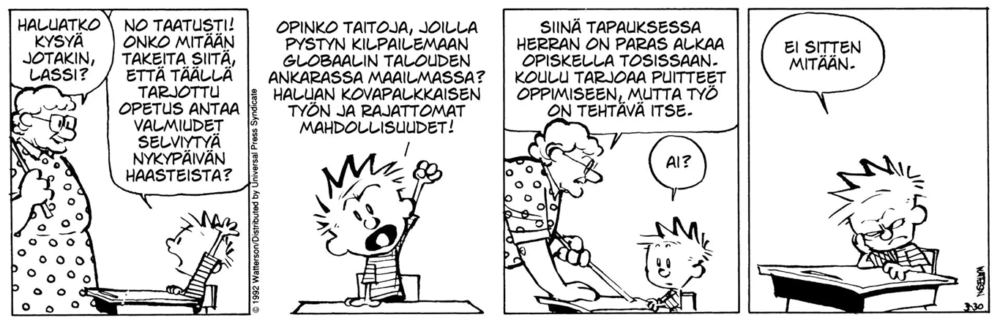 HALUATKO
KYSYÄ
JOTAKIN,
LASSI?
NO TAATUSTI!
ONKO MITÄÄN
TAKEITA SIITÄ,
ETTÄ TÄÄLLÄ
TARJOTTU
OPETUS ANTAA
VALMIUDET
SELVIYTYÄ
NYKYPÄIVÄN
HAASTEISTA?
© 1992 Watterson/Distributed by Universal Press Syndicate
OPINKO TAITOJA, JOILLA
PYSTYN KILPAILEMAAN
GLOBAALIN TALOUDEN
ANKARASSA MAAILMASSA?
HALUAN KOVAPALKKAISEN
TYÖN JA RAJATTOMAT
MAHDOLLISUUDET!
SIINÄ TAPAUKSESSA
HERRAN ON PARAS ALKAA
OPISKELLA TOSISSAAN.
KOULU TARJOAA PUITTEET
OPPIMISEEN, MUTTA TYÖ
ON TEHTÄVÄ ITSE.
AI?
EI SITTEN
MITÄÄN.
WATTERSON
3-30